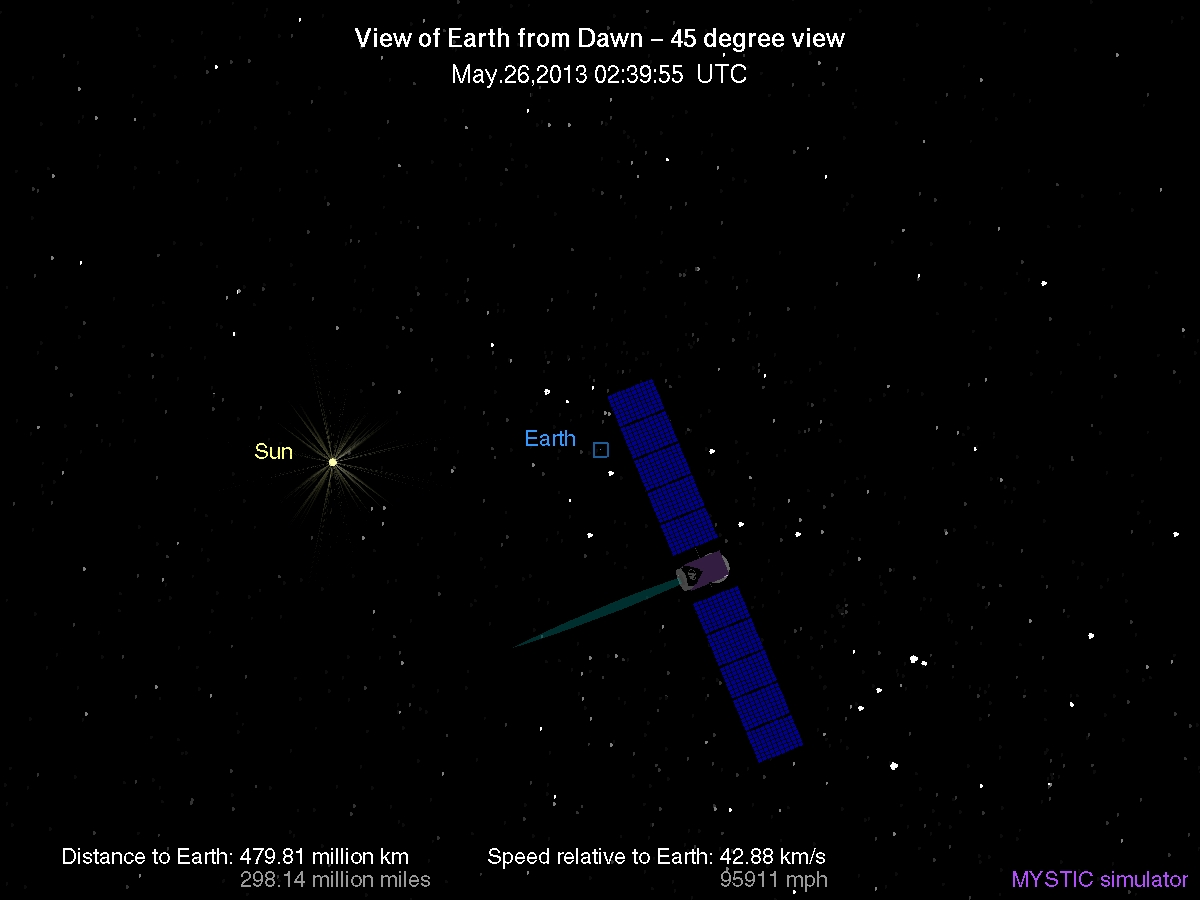 View of Earth from Dawn – 45 degree view
May.26,2013 02:39:55 UTC
Earth
Sun
Distance to Earth: 479.81 million km
298.14 million miles
Speed relative to Earth: 42.88 km/s
95911 mph
MYSTIC simulator